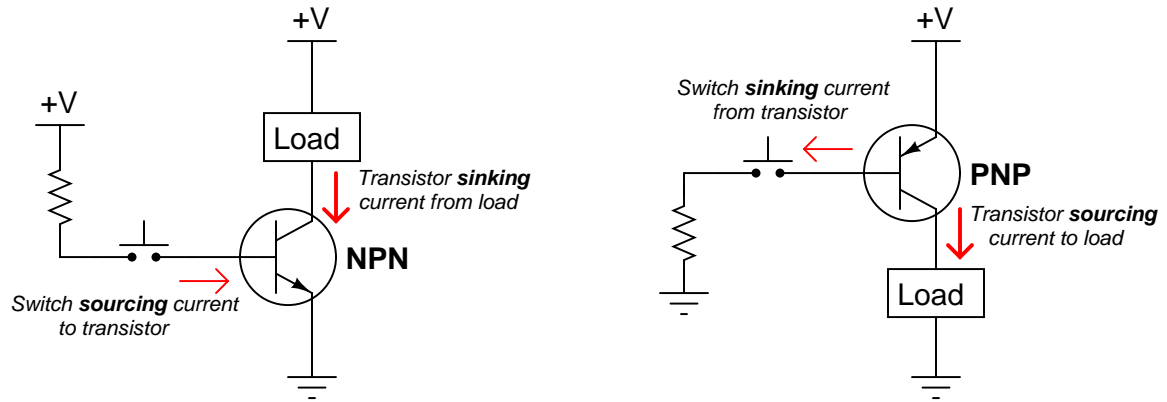 +V
+V
Load
Transistor sinking
current from load
NPN
Switch sourcing current
to transistor
+V
Switch sinking current
from transistor
PNP
Transistor sourcing
current to load
Load